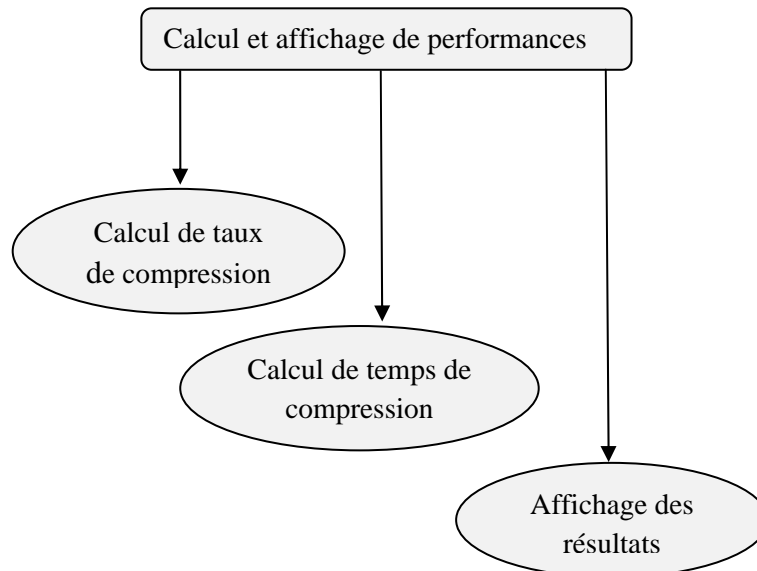 Calcul et affichage de performances
Calcul de taux
de compression
Calcul de temps de
compression
Affichage des
résultats